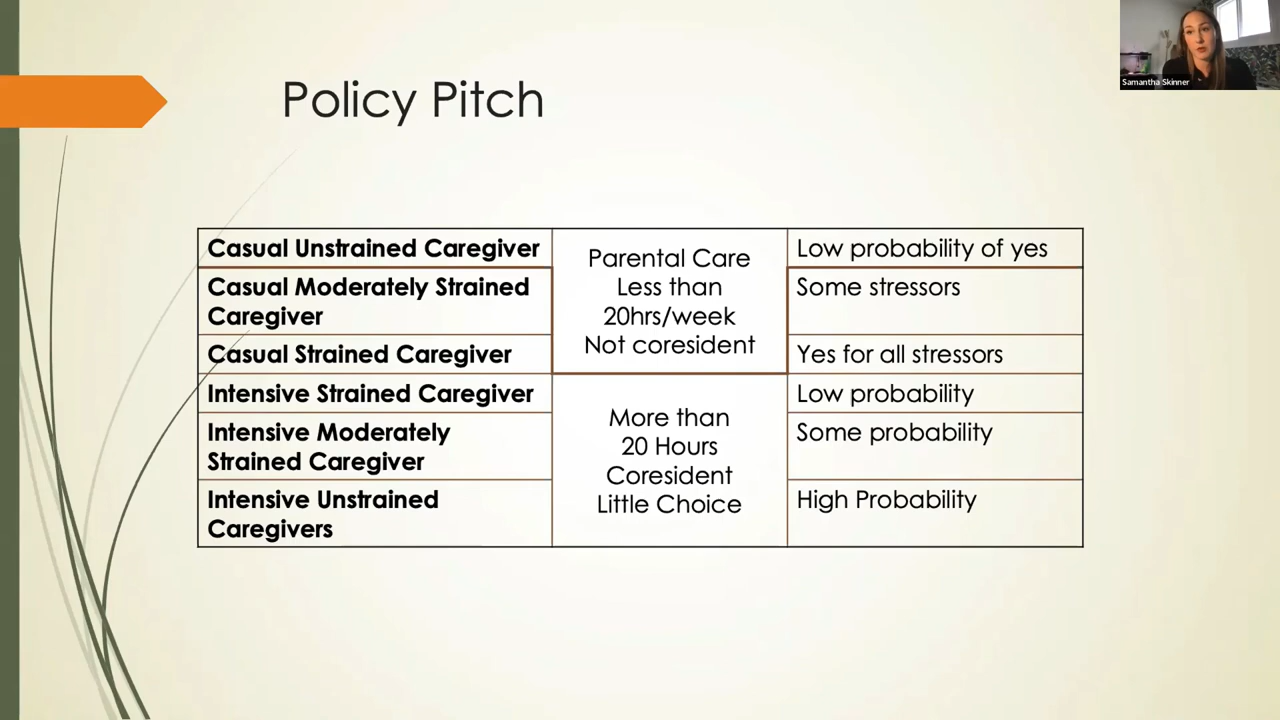 Samantha Skinner
Policy Pitch
Casual Unstrained Caregiver
Parental Care
Less than
20hrs/week
Not coresident
Low probability of yes
Casual Moderately Strained
Caregiver
Some stressors
Casual Strained Caregiver
Yes for all stressors
Intensive Strained Caregiver
More than
20 Hours
Coresident
Little Choice
Low probability
Intensive Moderately
Strained Caregiver
Some probability
Intensive Unstrained
Caregivers
High Probability